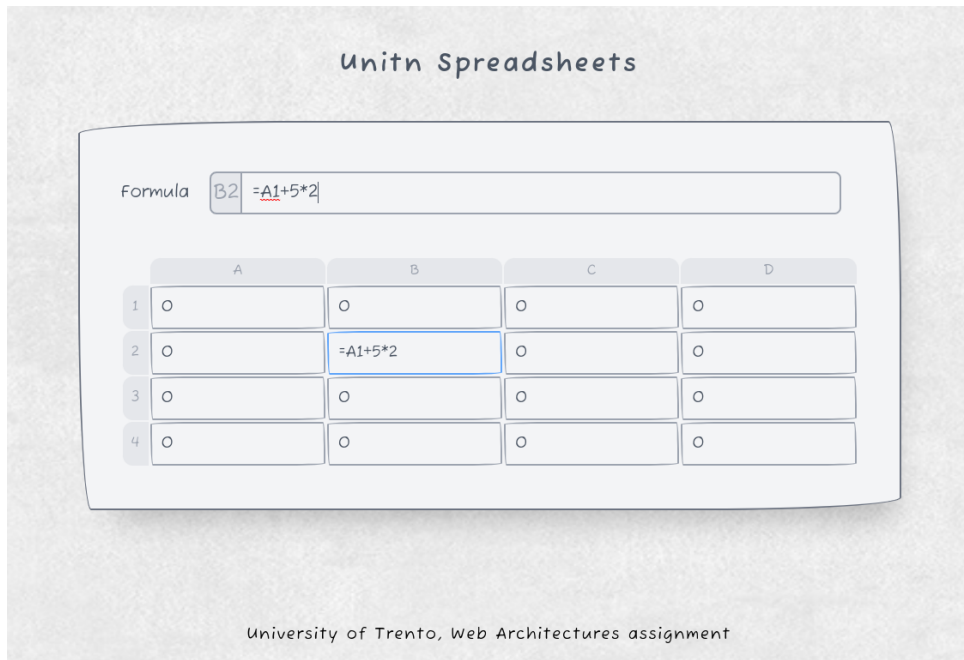 Unitn Spreadsheets
Formula B2 =A1+5*2
A B C D
1 0 0 0 0
2 0 =A1+5*2 0 0
3 0 0 0 0
4 0 0 0 0
University of Trento, Web Architectures assignment